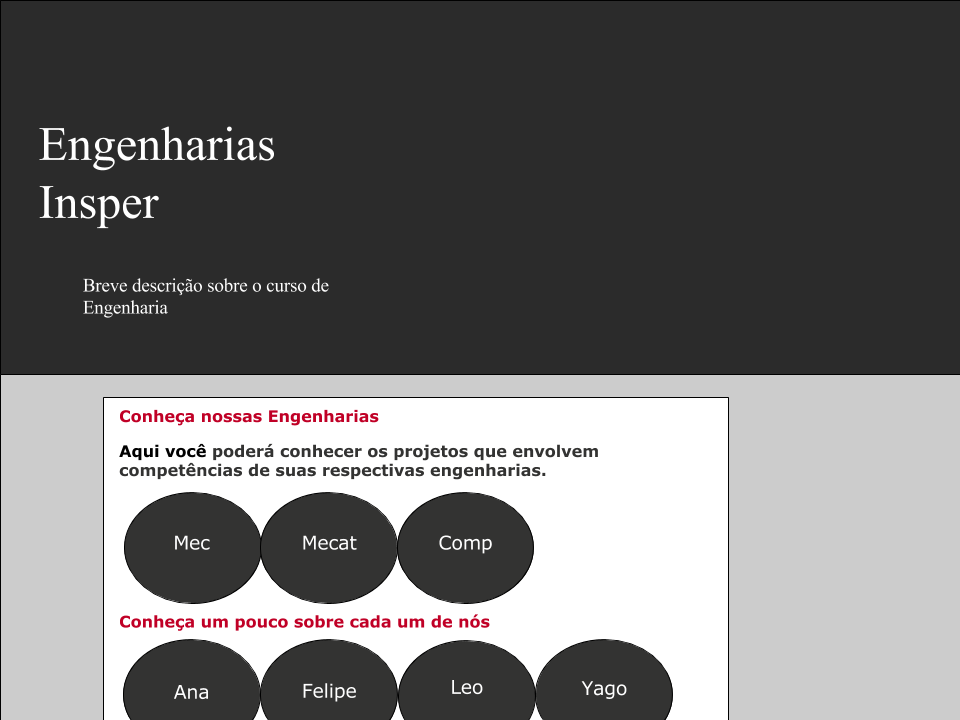 Engenharias
Insper
Breve descrição sobre o curso de
Engenharia
Conheça nossas Engenharias
Aqui você poderá conhecer os projetos que envolvem
competências de suas respectivas engenharias.
Mec Mecat Comp
Conheça um pouco sobre cada um de nós
Ana Felipe Leo Yago